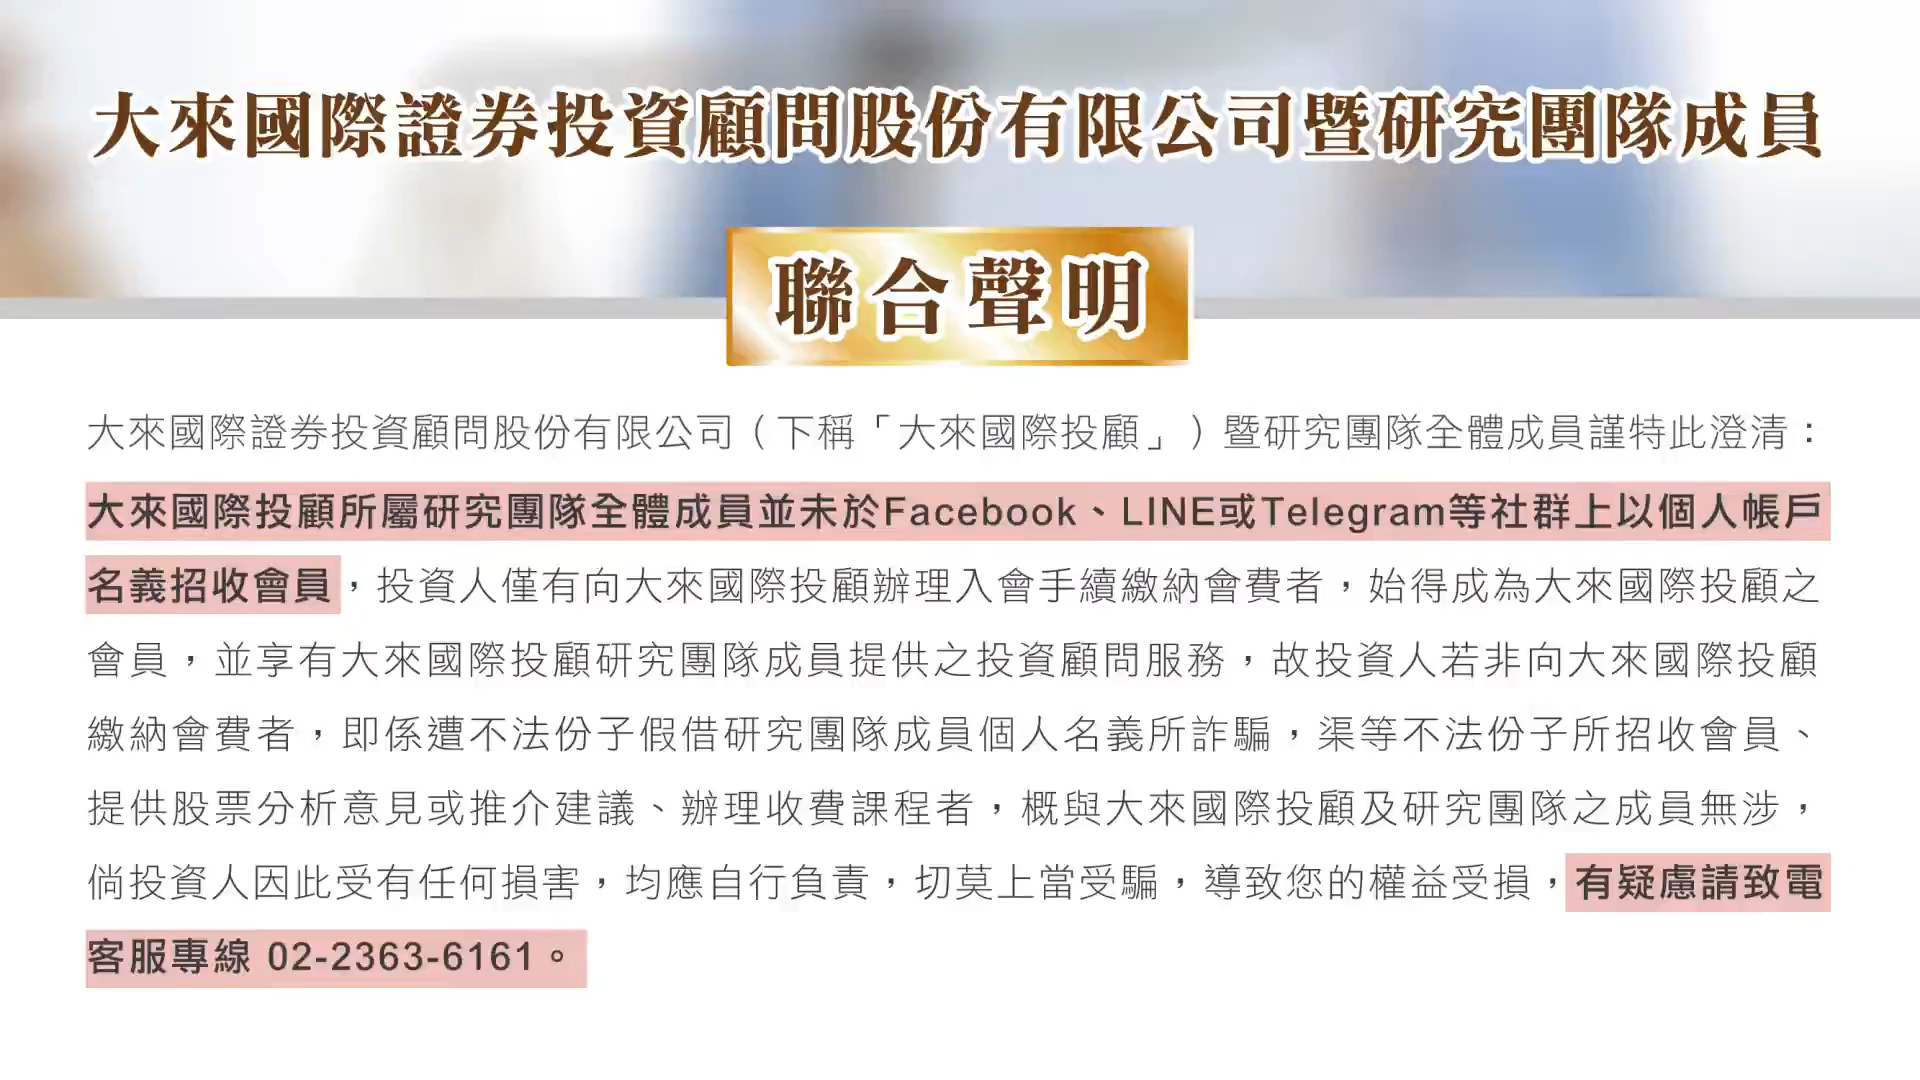 大來國際證券投資顧問股份有限公司暨研究團隊成員
聯合聲明
大來國際證券投資顧問股份有限公司（下稱「大來國際投顧」）暨研究團隊全體成員謹特此澄清：
大來國際投顧所屬研究團隊全體成員並未於Facebook、LINE或Telegram等社群上以個人帳戶
名義招收會員，投資人僅有向大來國際投顧辦理入會手續繳納會費者，始得成為大來國際投顧之
會員，並享有大來國際投顧研究團隊成員提供之投資顧問服務，故投資人若非向大來國際投顧
繳納會費者，即係遭不法份子假借研究團隊成員個人名義所詐騙，渠等不法份子所招收會員、
提供股票分析意見或推介建議、辦理收費課程者，概與大來國際投顧及研究團隊之成員無涉，
倘投資人因此受有任何損害，均應自行負責，切莫上當受騙，導致您的權益受損，有疑慮請致電
客服專線 02-2363-6161。